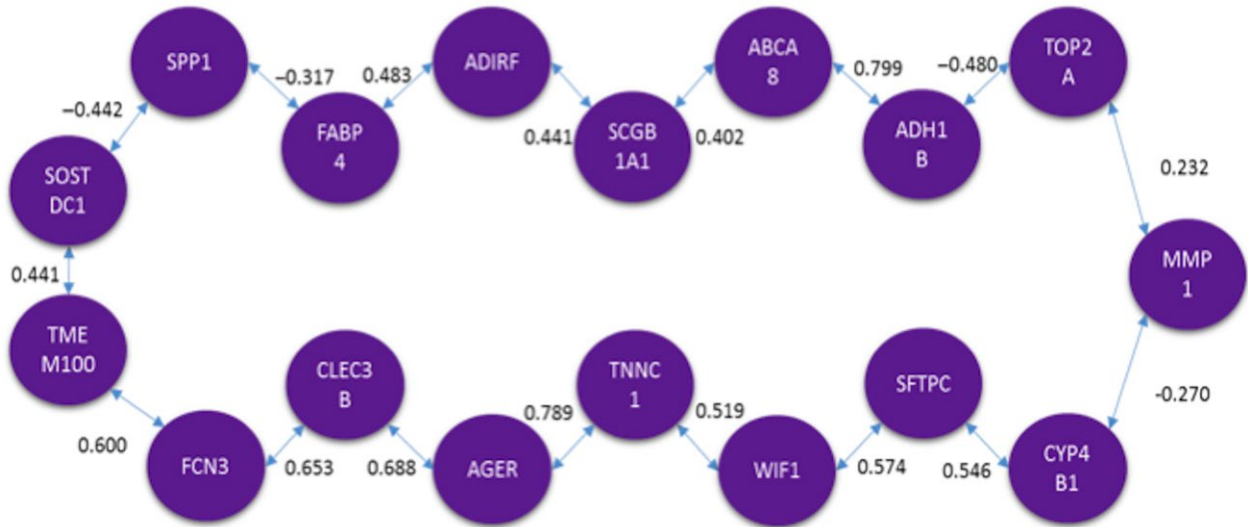 SPP1
ADIRF
ABCA
8
TOP2
A
–0.317
0.483
0.799
–0.480
–0.442
FABP
4
0.441
SCGB
1A1
0.402
ADH1
B
SOST
DC1
0.232
0.441
MMP
1
TME
M100
CLEC3
B
TNNC
1
SFTPC
0.789
0.519
-0.270
0.600
FCN3
0.653
0.688
AGER
WIF1
0.574
0.546
CYP4
B1